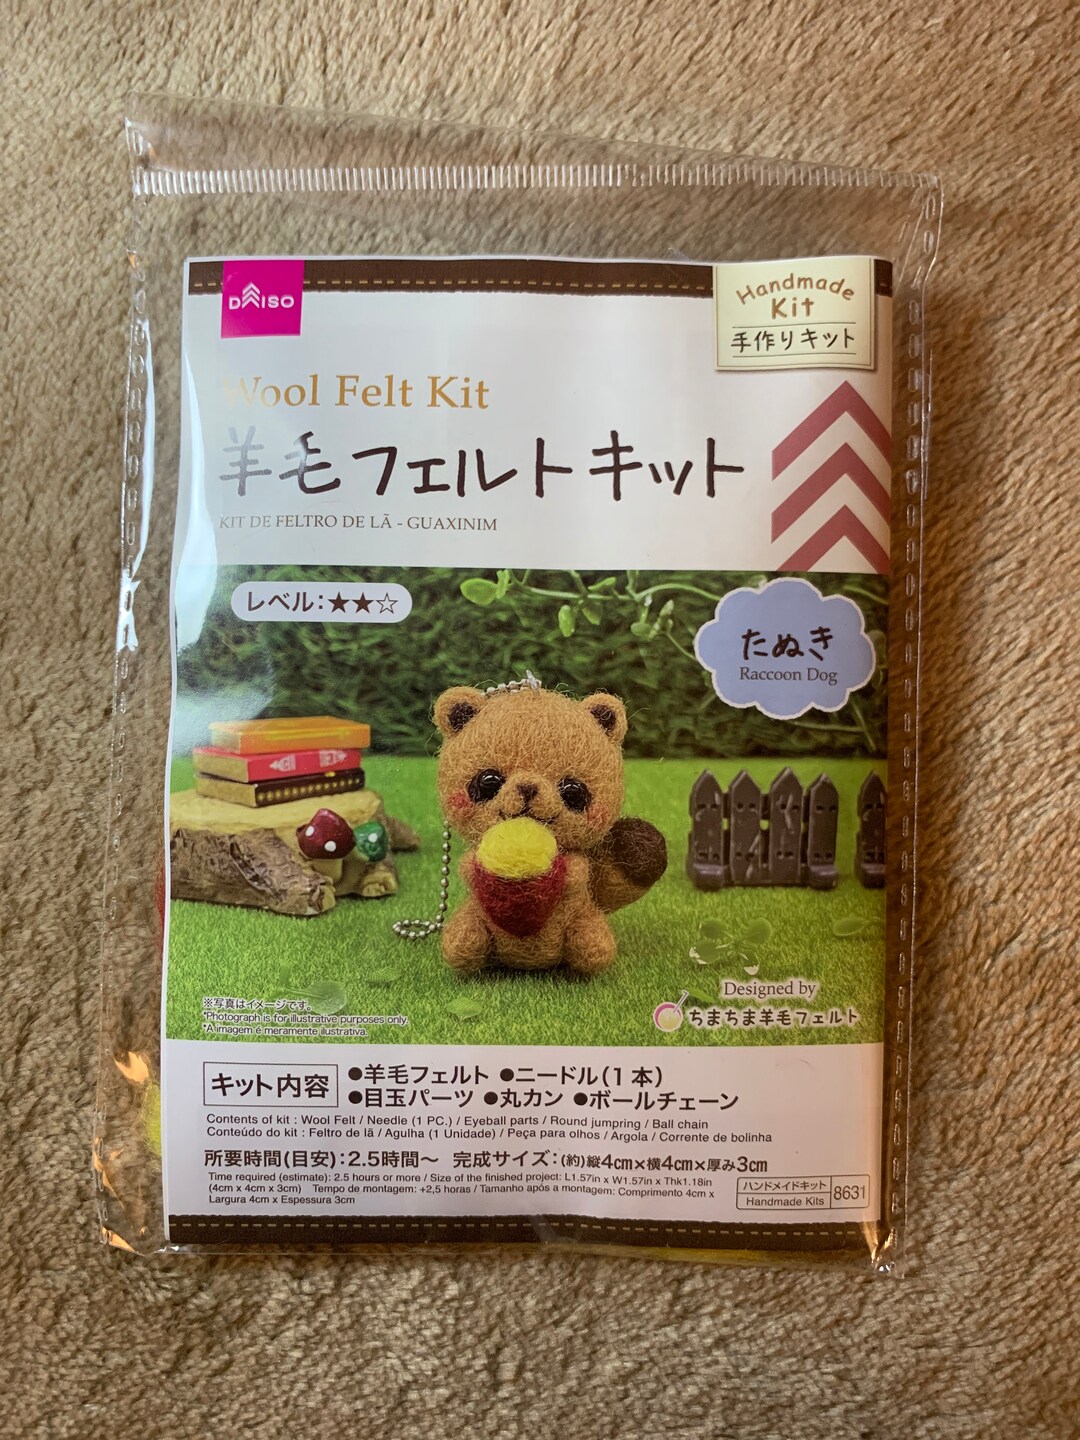 DAISO
Handmade
Kit
手作りキット
Wool Felt Kit
羊毛フェルトキット
KIT DE FELTRO DE LÃ - GUAXINIM
レベル:★★☆
たぬき
Raccoon Dog
※写真はイメージです。
*Photograph is for illustrative purposes only.
*A imagem é meramente ilustrativa.
Designed by
ちまちま羊毛フェルト
キット内容
●羊毛フェルト ●ニードル(1本)
●目玉パーツ ●丸カン ●ボールチェーン
Contents of kit : Wool Felt / Needle (1 PC.) / Eyeball parts / Round jumpring / Ball chain
Conteúdo do kit : Feltro de lã / Agulha (1 Unidade) / Peça para olhos / Argola / Corrente de bolinha
所要時間(目安):2.5時間〜 完成サイズ:(約)縦4cm×横4cm×厚み3cm
Time required (estimate): 2.5 hours or more / Size of the finished project: L1.57in x W1.57in x Thk1.18in
(4cm x 4cm x 3cm) Tempo de montagem: +2,5 horas / Tamanho após a montagem: Comprimento 4cm x
Largura 4cm x Espessura 3cm
ハンドメイドキット
Handmade Kits
8631